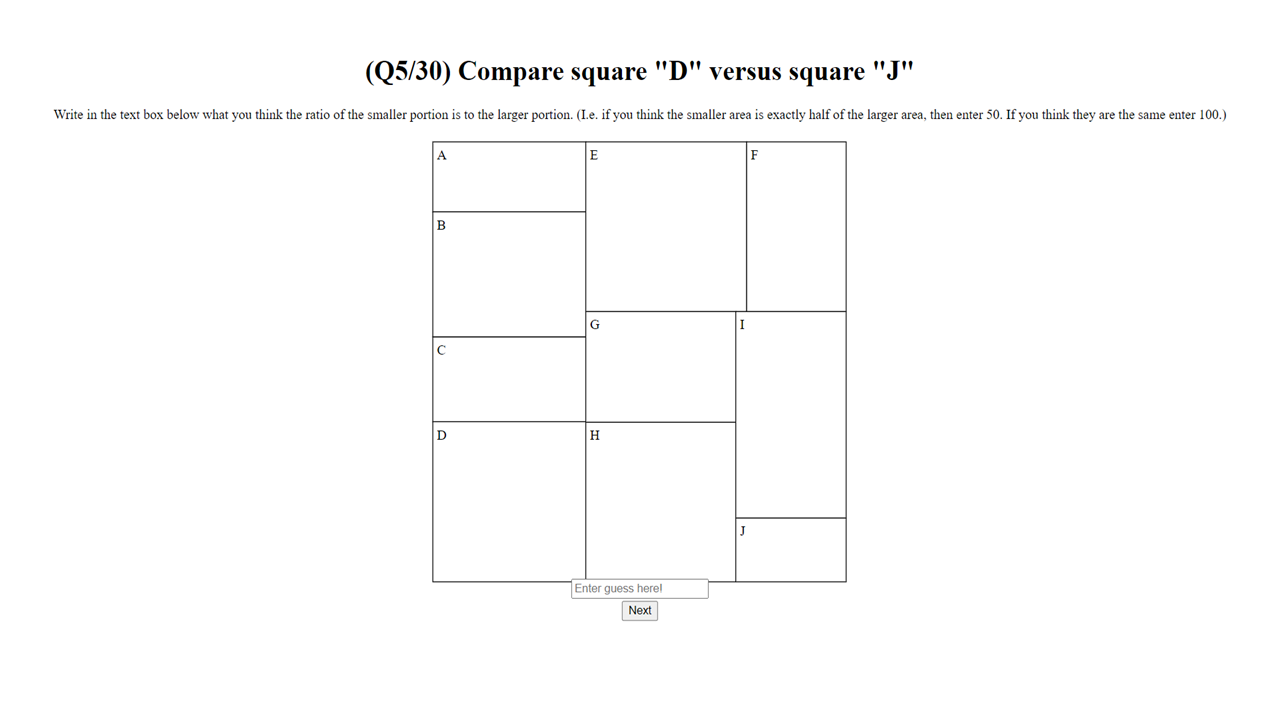 (Q5/30) Compare square "D" versus square "J"
Write in the text box below what you think the ratio of the smaller portion is to the larger portion. (I.e. if you think the smaller area is exactly half of the larger area, then enter 50. If you think they are the same enter 100.)
A
E
F
B
G
I
C
D
H
J
Enter guess here!
Next